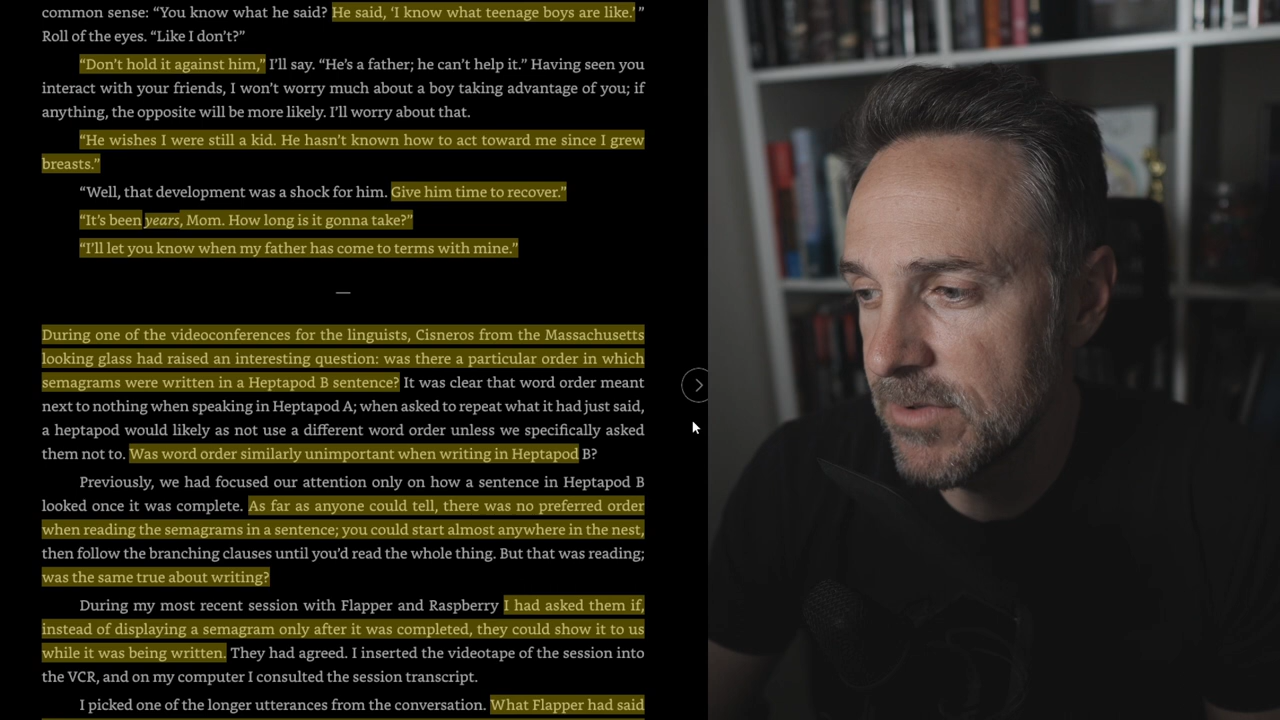 common sense: “You know what he said? He said, ‘I know what teenage boys are like.’ ”
Roll of the eyes. “Like I don’t?”
“Don’t hold it against him,” I’ll say. “He’s a father; he can’t help it.” Having seen you
interact with your friends, I won’t worry much about a boy taking advantage of you; if
anything, the opposite will be more likely. I’ll worry about that.
“He wishes I were still a kid. He hasn’t known how to act toward me since I grew
breasts.”
“Well, that development was a shock for him. Give him time to recover.”
“It’s been years, Mom. How long is it gonna take?”
“I’ll let you know when my father has come to terms with mine.”
—
During one of the videoconferences for the linguists, Cisneros from the Massachusetts
looking glass had raised an interesting question: was there a particular order in which
semagrams were written in a Heptapod B sentence? It was clear that word order meant
next to nothing when speaking in Heptapod A; when asked to repeat what it had just said,
a heptapod would likely as not use a different word order unless we specifically asked
them not to. Was word order similarly unimportant when writing in Heptapod B?
Previously, we had focused our attention only on how a sentence in Heptapod B
looked once it was complete. As far as anyone could tell, there was no preferred order
when reading the semagrams in a sentence; you could start almost anywhere in the nest,
then follow the branching clauses until you’d read the whole thing. But that was reading;
was the same true about writing?
During my most recent session with Flapper and Raspberry I had asked them if,
instead of displaying a semagram only after it was completed, they could show it to us
while it was being written. They had agreed. I inserted the videotape of the session into
the VCR, and on my computer I consulted the session transcript.
I picked one of the longer utterances from the conversation. What Flapper had said